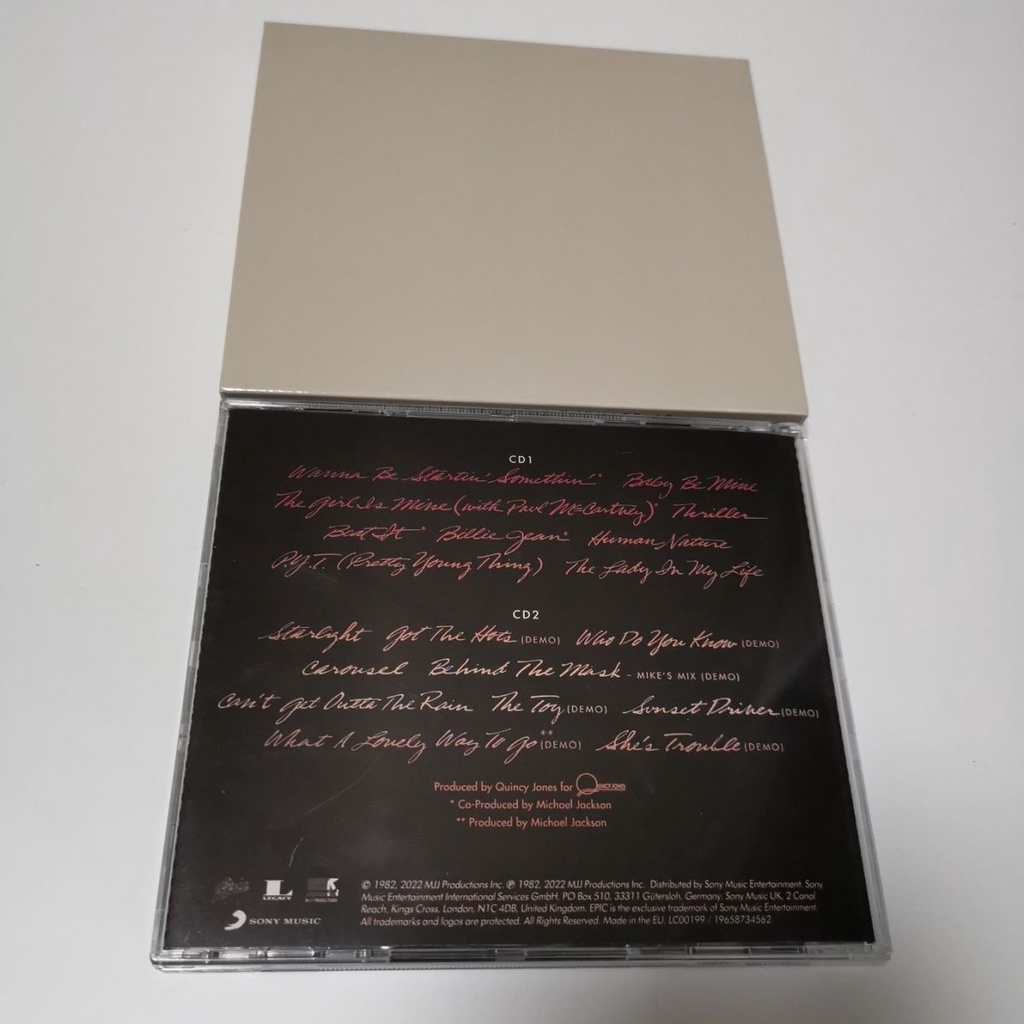 CD1
Wanna Be Startin' Somethin'* Baby Be Mine
The Girl Is Mine (with Paul McCartney)* Thriller
Beat It* Billie Jean* Human Nature
P.Y.T. (Pretty Young Thing) The Lady In My Life
CD2
Starlight Got The Hots (DEMO) Who Do You Know (DEMO)
Carousel Behind The Mask - MIKE'S MIX (DEMO)
Can't Get Outta The Rain The Toy (DEMO) Sunset Driver (DEMO)
What A Lovely Way To Go** (DEMO) She's Trouble (DEMO)
Produced by Quincy Jones for QUINCY JONES
* Co-Produced by Michael Jackson
** Produced by Michael Jackson
L
LEGACY
SONY MUSIC
© 1982, 2022 MJJ Productions Inc. ℗ 1982, 2022 MJJ Productions Inc. Distributed by Sony Music Entertainment. Sony
Music Entertainment International Services GmbH, PO Box 510, 33311 Gütersloh, Germany. Sony Music UK, 2 Canal
Reach, Kings Cross, London, N1C 4DB, United Kingdom. EPIC is the exclusive trademark of Sony Music Entertainment.
All trademarks and logos are protected. All Rights Reserved. Made in the EU. LC00199 / 19658734562